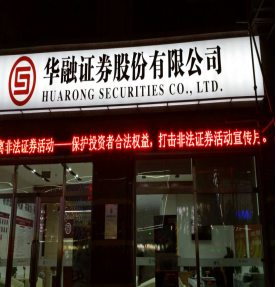 华融证券股份有限公司
HUARONG SECURITIES CO., LTD.
离非法证券活动——保护投资者合法权益，打击非法证券活动宣传月。